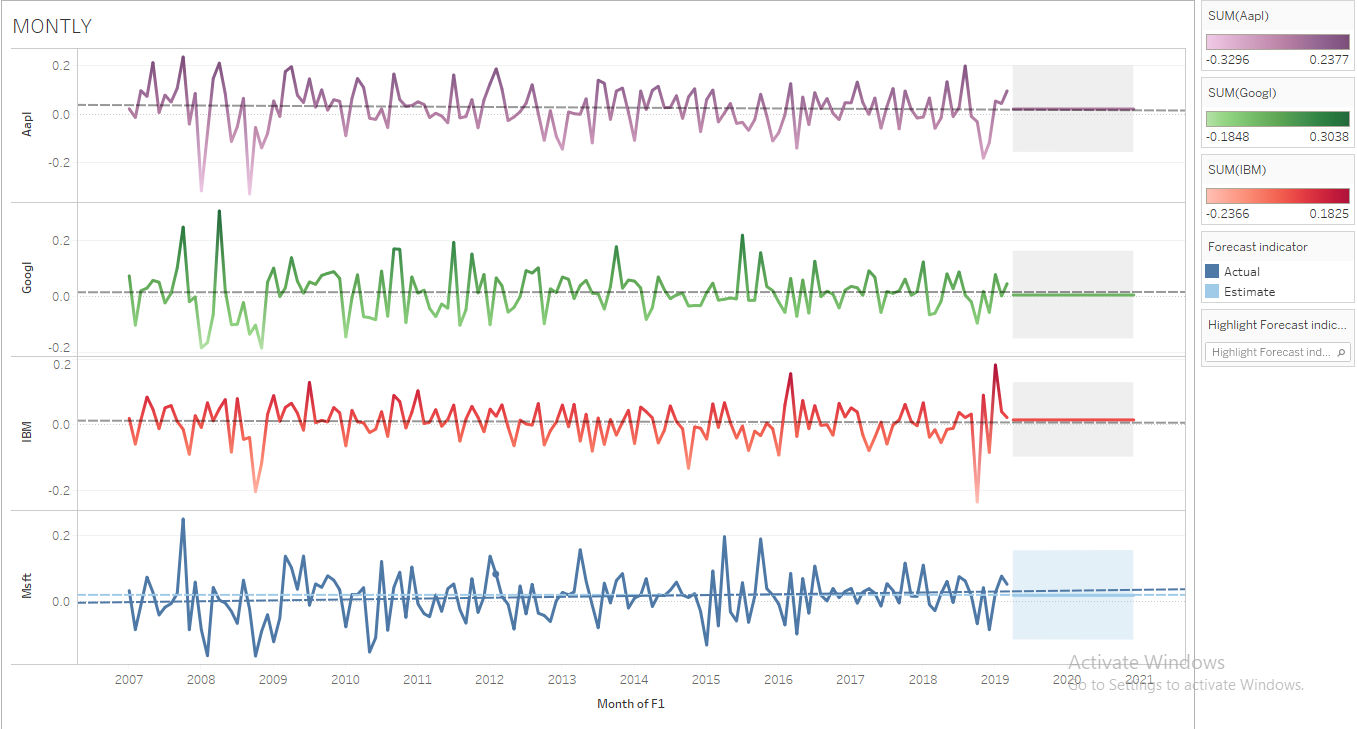 MONTLY
Aapl
0.2
0.0
-0.2
Googl
0.2
0.0
-0.2
IBM
0.2
0.0
-0.2
Msft
0.2
0.0
2007 2008 2009 2010 2011 2012 2013 2014 2015 2016 2017 2018 2019 2020 2021
Month of F1
SUM(Aapl)
-0.3296 0.2377
SUM(Googl)
-0.1848 0.3038
SUM(IBM)
-0.2366 0.1825
Forecast indicator
Actual
Estimate
Highlight Forecast indic...
Highlight Forecast ind...
Activate Windows
Go to Settings to activate Windows.